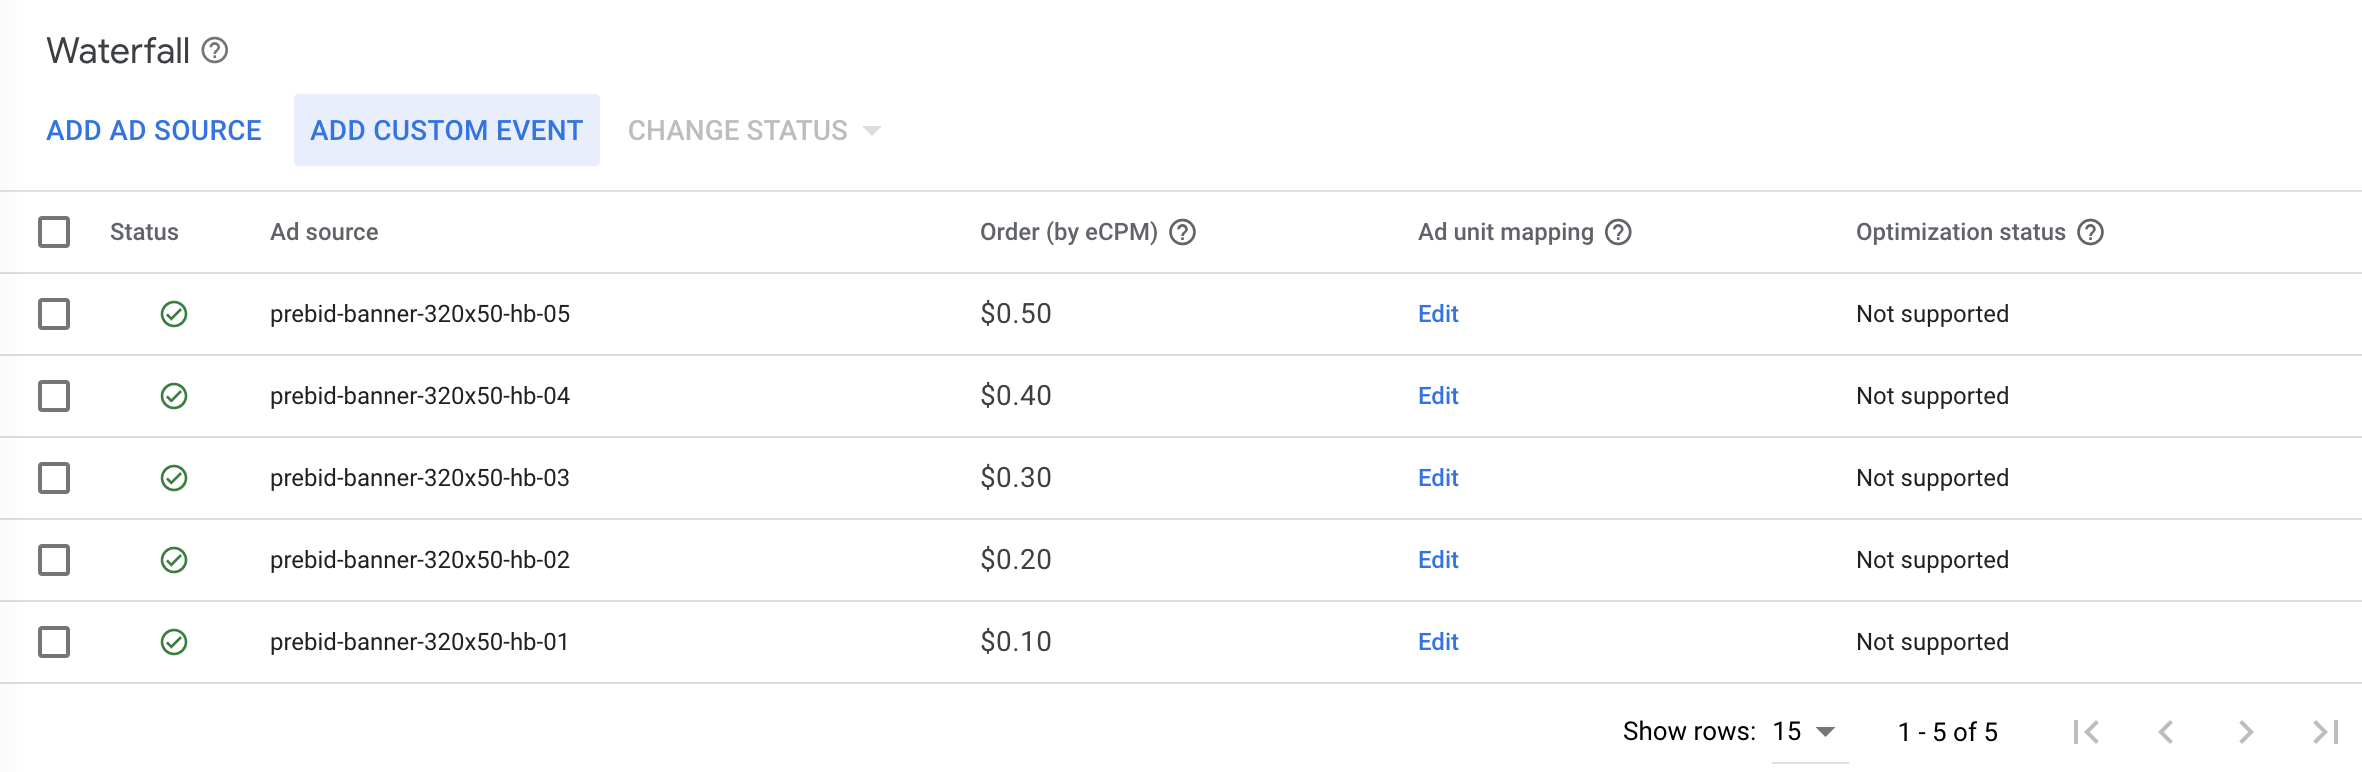 Waterfall
ADD AD SOURCE ADD CUSTOM EVENT CHANGE STATUS
Status Ad source Order (by eCPM) Ad unit mapping Optimization status
prebid-banner-320x50-hb-05 $0.50 Edit Not supported
prebid-banner-320x50-hb-04 $0.40 Edit Not supported
prebid-banner-320x50-hb-03 $0.30 Edit Not supported
prebid-banner-320x50-hb-02 $0.20 Edit Not supported
prebid-banner-320x50-hb-01 $0.10 Edit Not supported
Show rows: 15 1 - 5 of 5